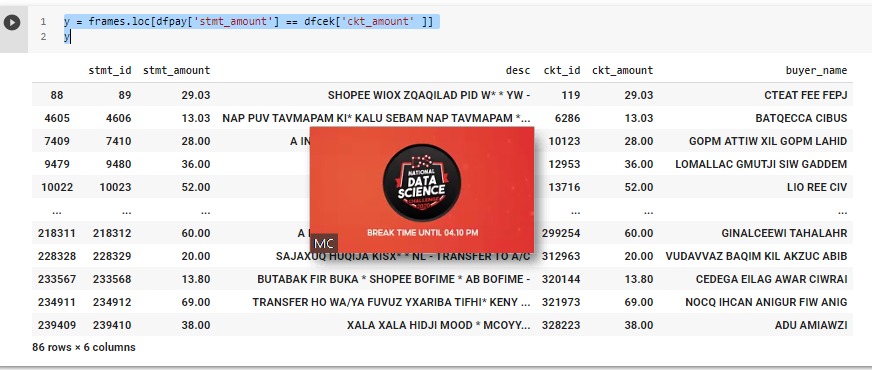 1 y = frames.loc[dfpay['stmt_amount'] == dfcek['ckt_amount' ]]
2 y
stmt_id stmt_amount desc ckt_id ckt_amount buyer_name
88 89 29.03 SHOPEE WIOX ZQAQILAD PID W* * YW - 119 29.03 CTEAT FEE FEPJ
4605 4606 13.03 NAP PUV TAVMAPAM KI* KALU SEBAM NAP TAVMAPAM *... 6286 13.03 BATQECCA CIBUS
7409 7410 28.00 A 10123 28.00 GOPM ATTIW XIL GOPM LAHID
9479 9480 36.00 12953 36.00 LOMALLAC GMUTJI SIW GADDEM
10022 10023 52.00 13716 52.00 LIO REE CIV
... ... ... ... ... ...
218311 218312 60.00 A 299254 60.00 GINALCEEWI TAHALAHR
228328 228329 20.00 SAJAXUQ HUQIJA KISX* * NL - TRANSFER TO A/C 312963 20.00 VUDAVVAZ BAQIM KIL AKZUC ABIB
233567 233568 13.80 BUTABAK FIR BUKA * SHOPEE BOFIME * AB BOFIME - 320144 13.80 CEDEGA EILAG AWAR CIWRAI
234911 234912 69.00 TRANSFER HO WA/YA FUVUZ YXARIBA TIFHI* KENY ... 321973 69.00 NOCQ IHCAN ANIGUR FIW ANIG
239409 239410 38.00 XALA XALA HIDJI MOOD * MCOYY... 328223 38.00 ADU AMIAWZI
86 rows × 6 columns
NATIONAL
DATA
SCIENCE
CHALLENGE
2020
BREAK TIME UNTIL 04.10 PM
MC